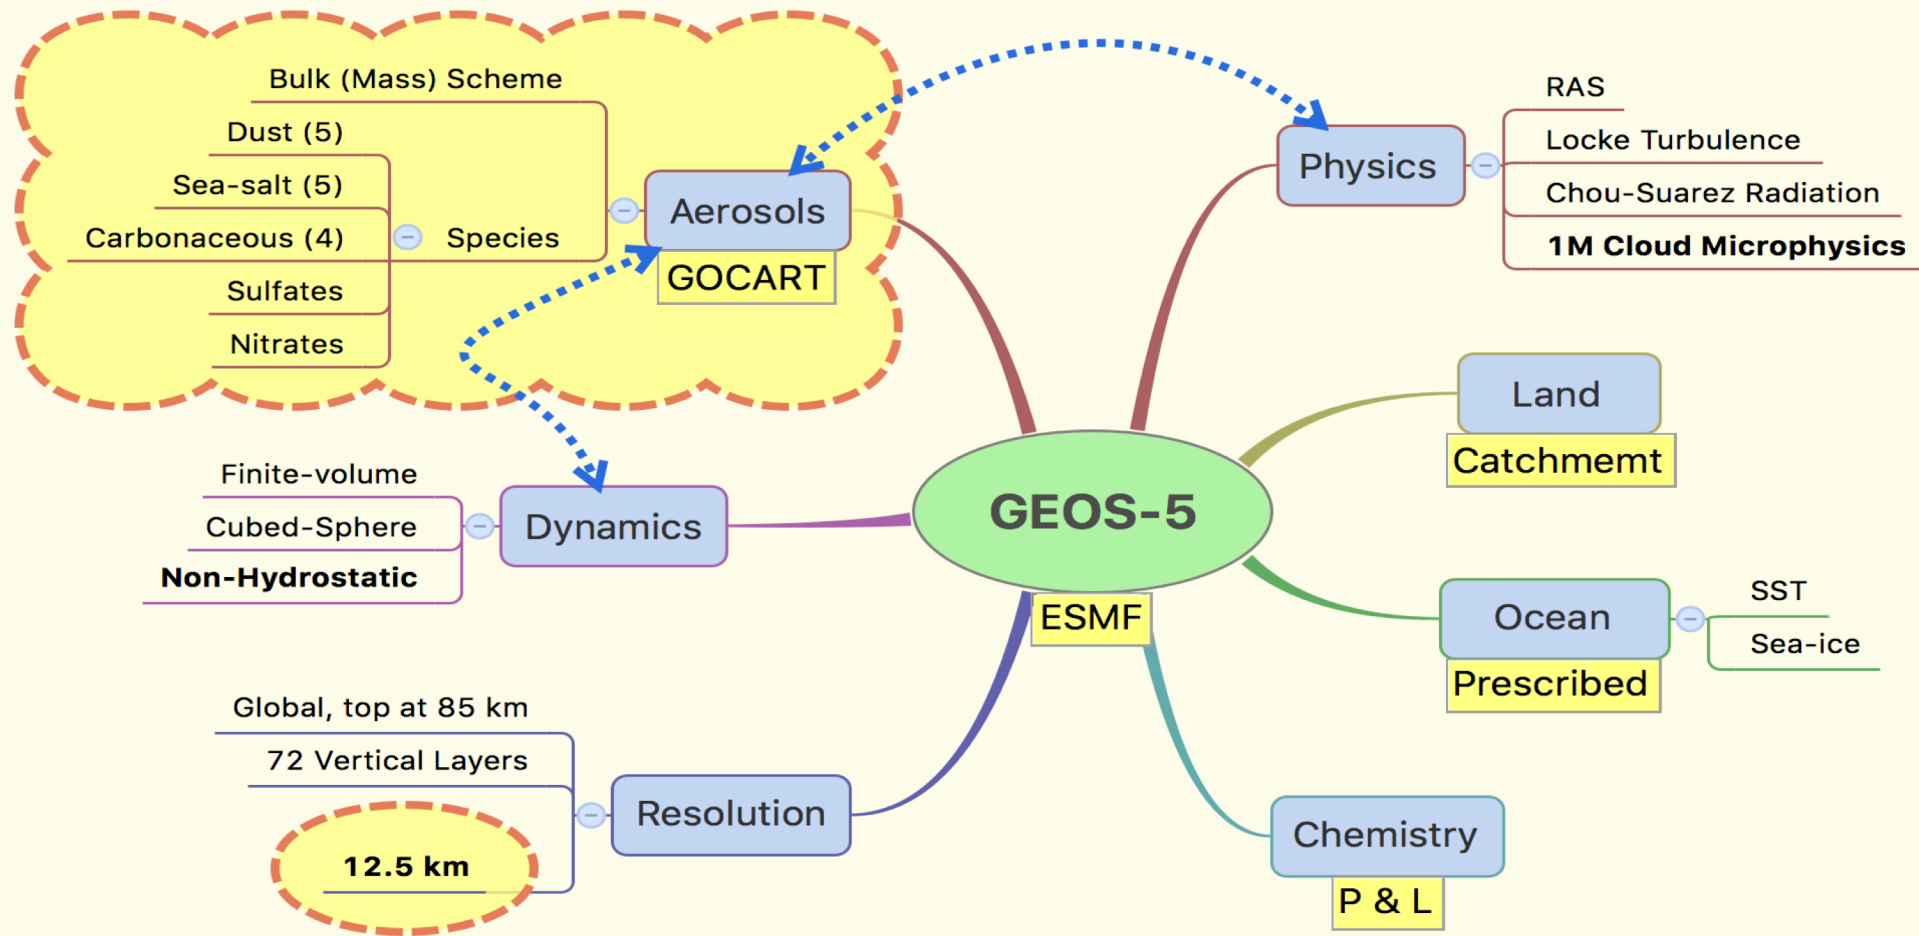 Bulk (Mass) Scheme
Dust (5)
Sea-salt (5)
Carbonaceous (4)
Sulfates
Nitrates
Species
Aerosols
GOCART
Physics
RAS
Locke Turbulence
Chou-Suarez Radiation
1M Cloud Microphysics
Land
Catchmemt
Finite-volume
Cubed-Sphere
Non-Hydrostatic
Dynamics
GEOS-5
ESMF
Ocean
Prescribed
SST
Sea-ice
Global, top at 85 km
72 Vertical Layers
12.5 km
Resolution
Chemistry
P & L